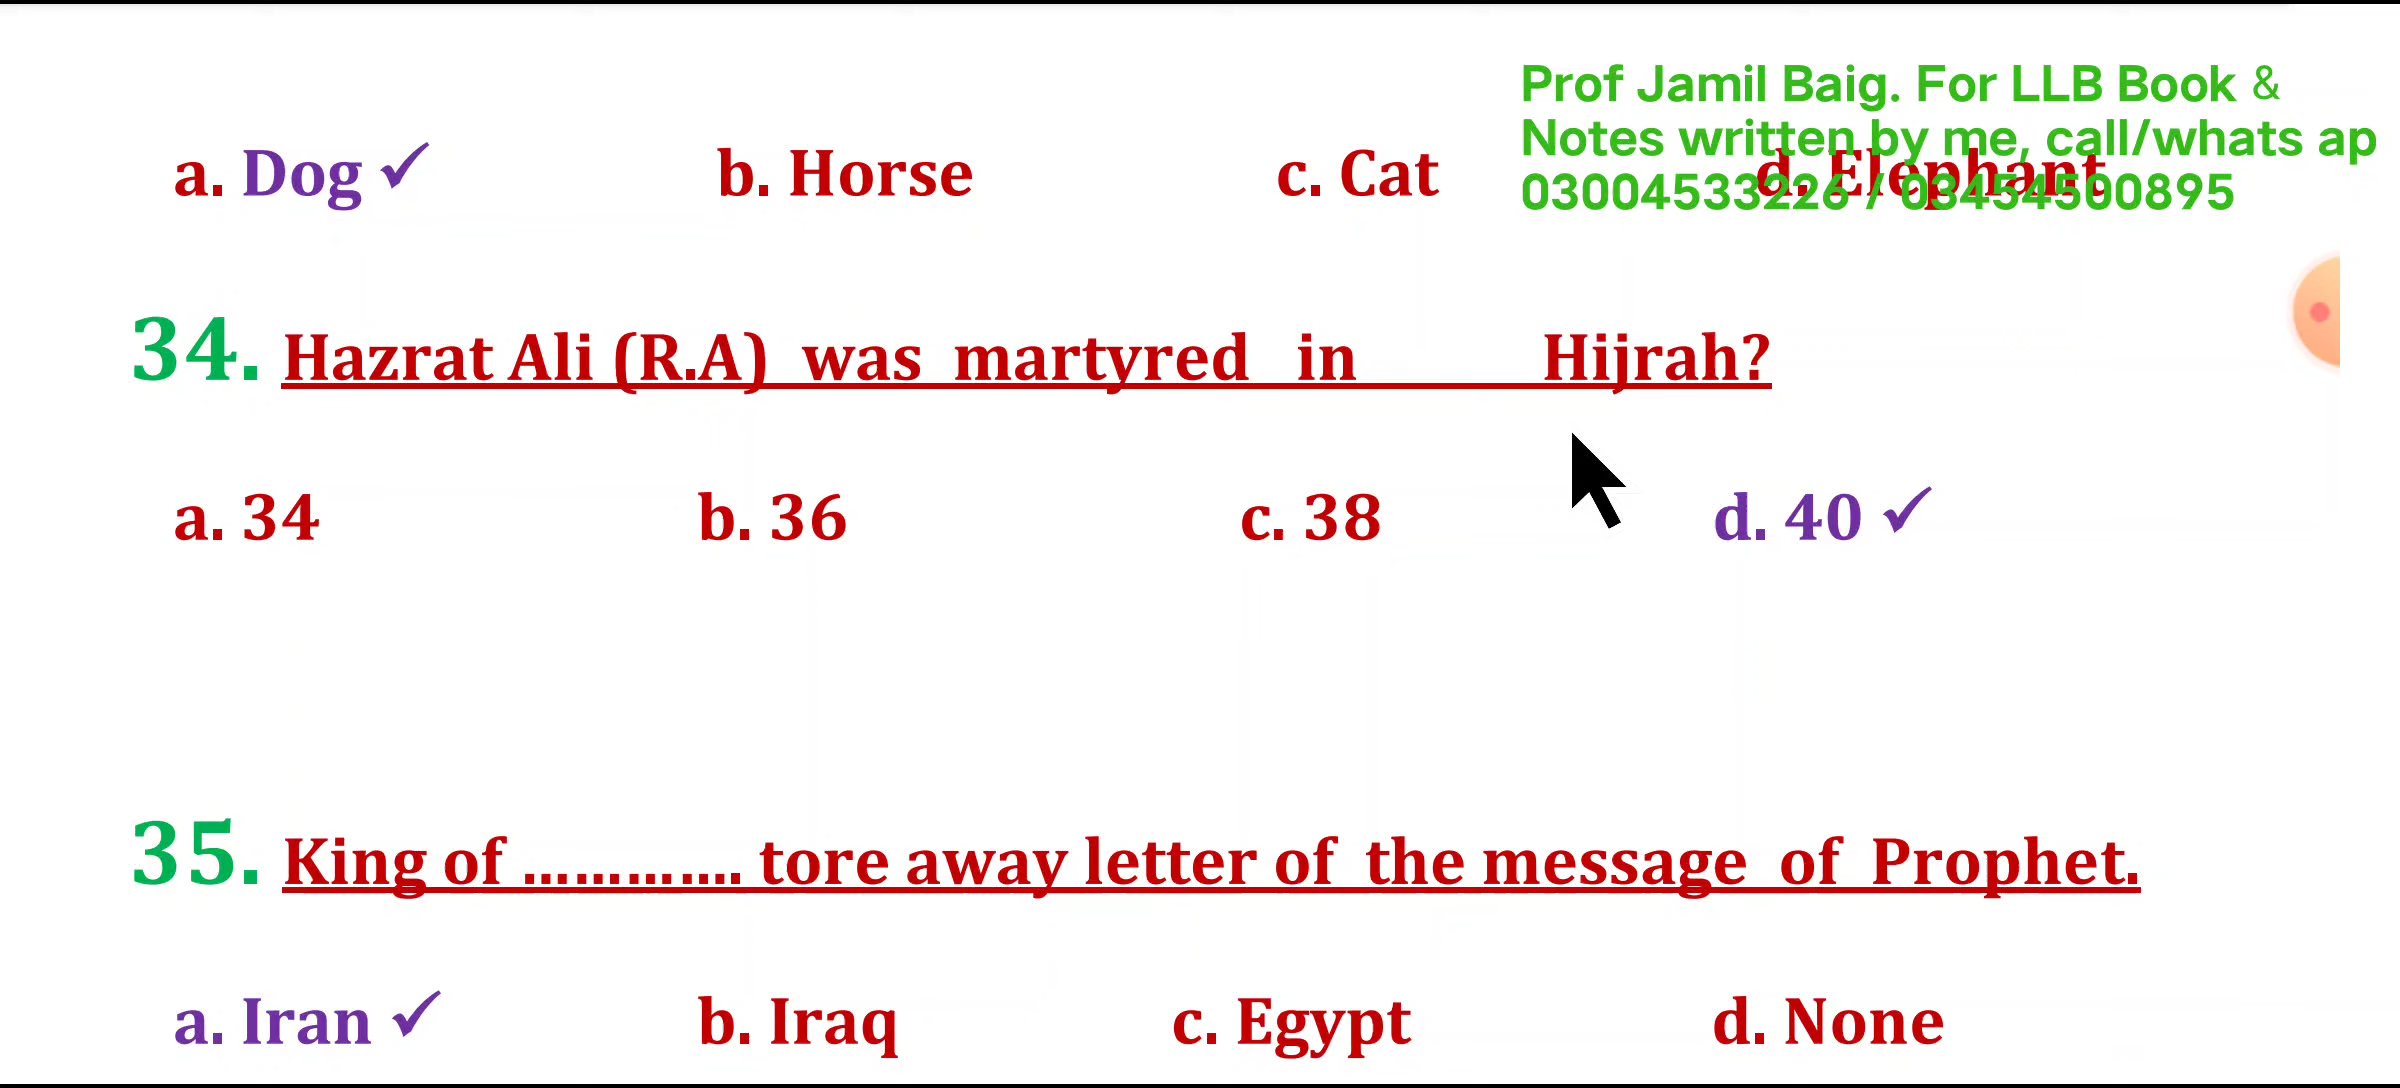 Prof Jamil Baig. For LLB Book &
Notes written by me, call/whats ap
03004533226 / 03454500895
a. Dog ✓ b. Horse c. Cat d. Elephant
34. Hazrat Ali (R.A) was martyred in Hijrah?
a. 34 b. 36 c. 38 d. 40 ✓
35. King of ............. tore away letter of the message of Prophet.
a. Iran ✓ b. Iraq c. Egypt d. None